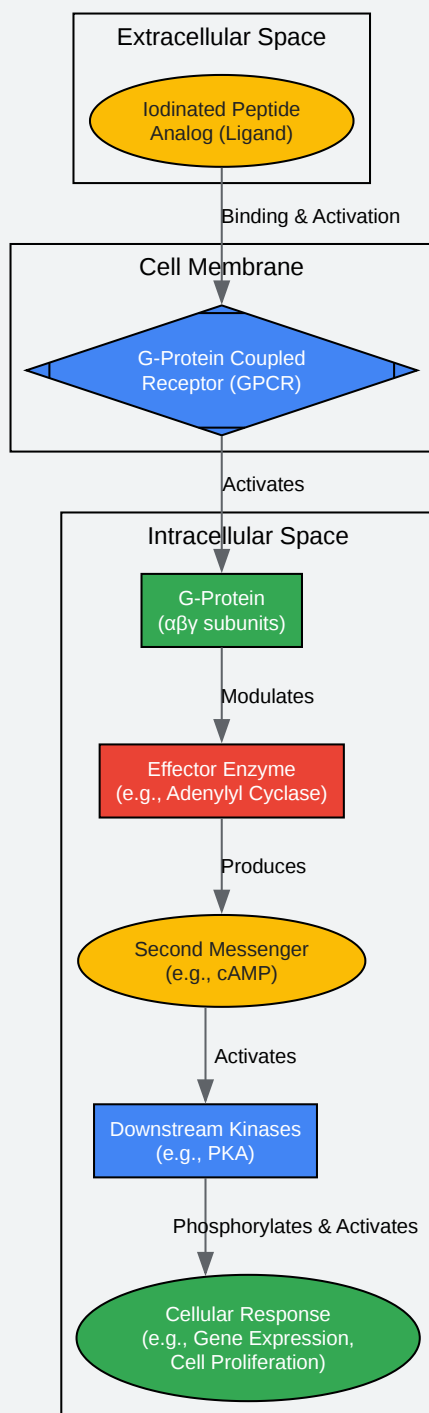 Extracellular Space
Iodinated Peptide
Analog (Ligand)
Binding & Activation
Cell Membrane
G-Protein Coupled
Receptor (GPCR)
Activates
Intracellular Space
G-Protein
(αβγ subunits)
Modulates
Effector Enzyme
(e.g., Adenylyl Cyclase)
Produces
Second Messenger
(e.g., cAMP)
Activates
Downstream Kinases
(e.g., PKA)
Phosphorylates & Activates
Cellular Response
(e.g., Gene Expression,
Cell Proliferation)